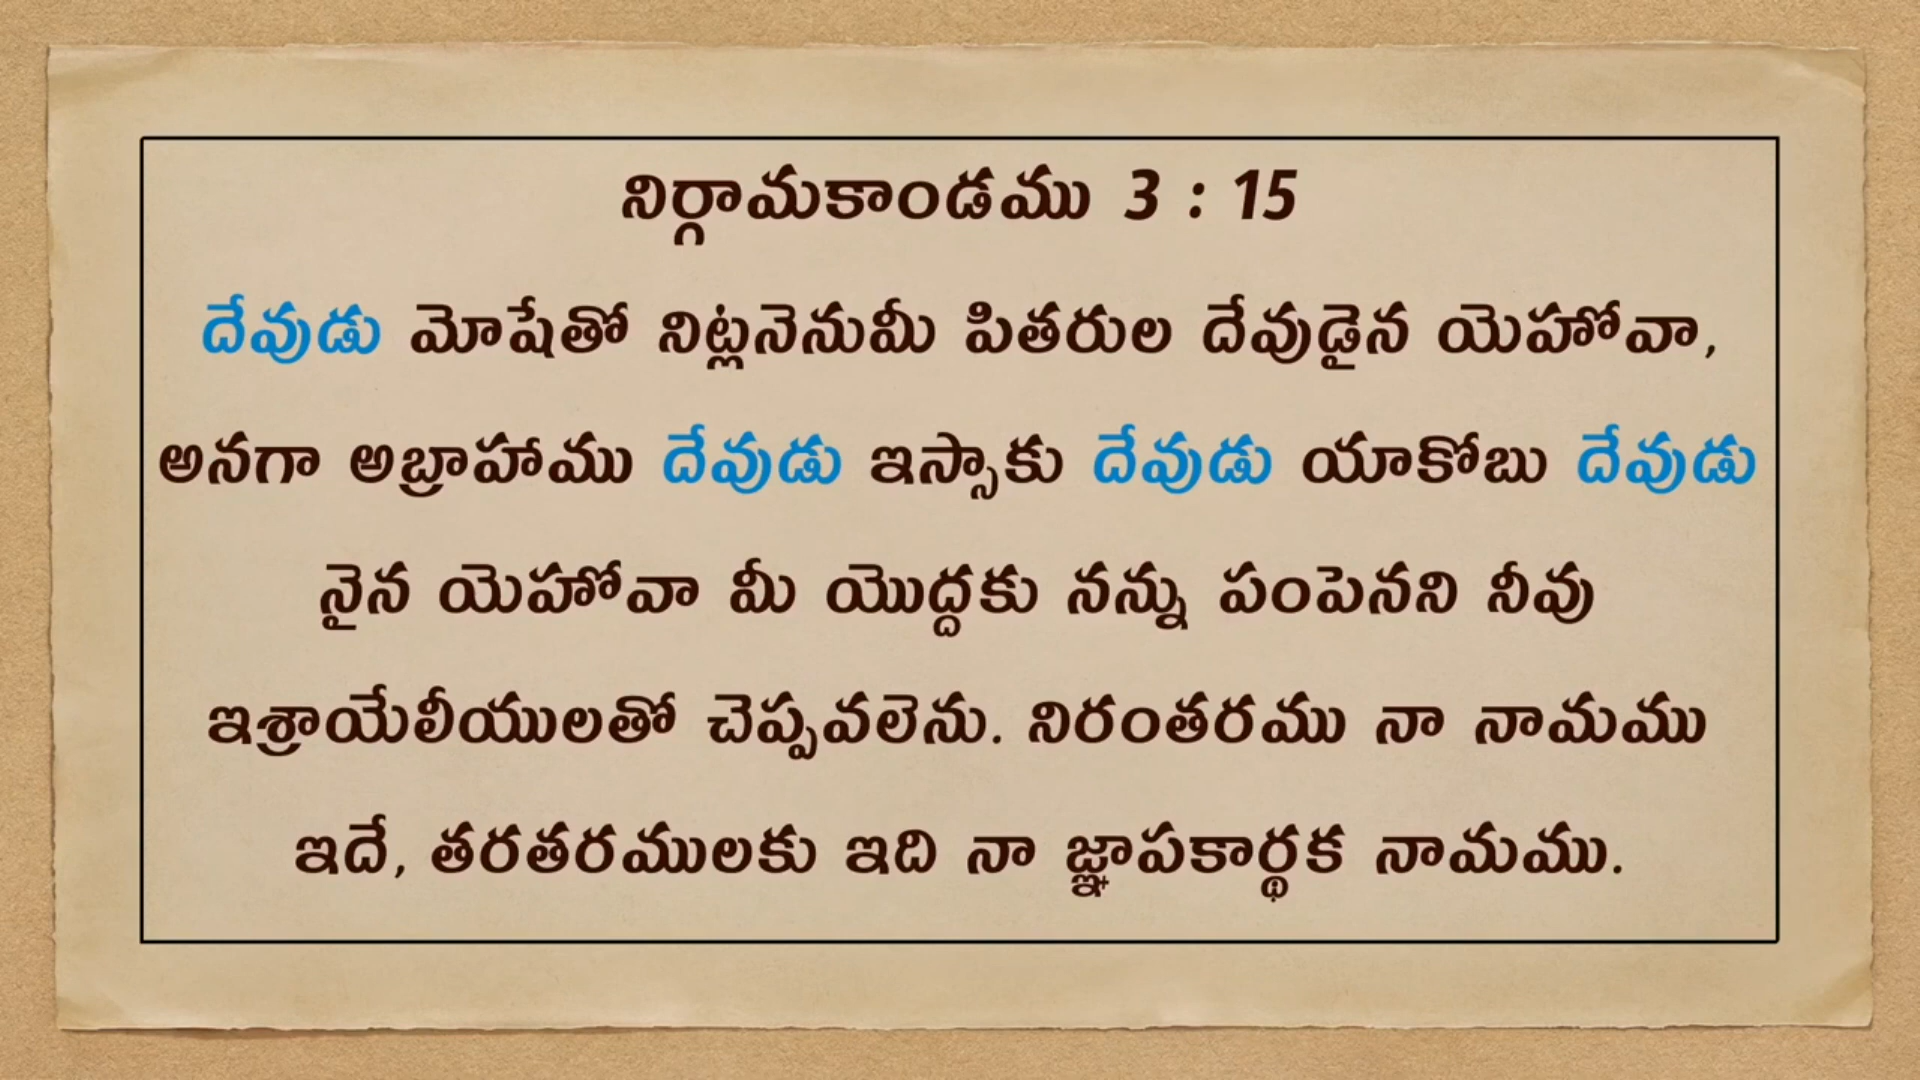 నిర్గామకాండము 3 : 15
దేవుడు మోషేతో నిట్లనెనుమీ పితరుల దేవుడైన యెహోవా,
అనగా అబ్రాహాము దేవుడు ఇస్సాకు దేవుడు యాకోబు దేవుడు
నైన యెహోవా మీ యొద్దకు నన్ను పంపెనని నీవు
ఇశ్రాయేలీయులతో చెప్పవలెను. నిరంతరము నా నామము
ఇదే, తరతరములకు ఇది నా జ్ఞాపకార్థక నామము.